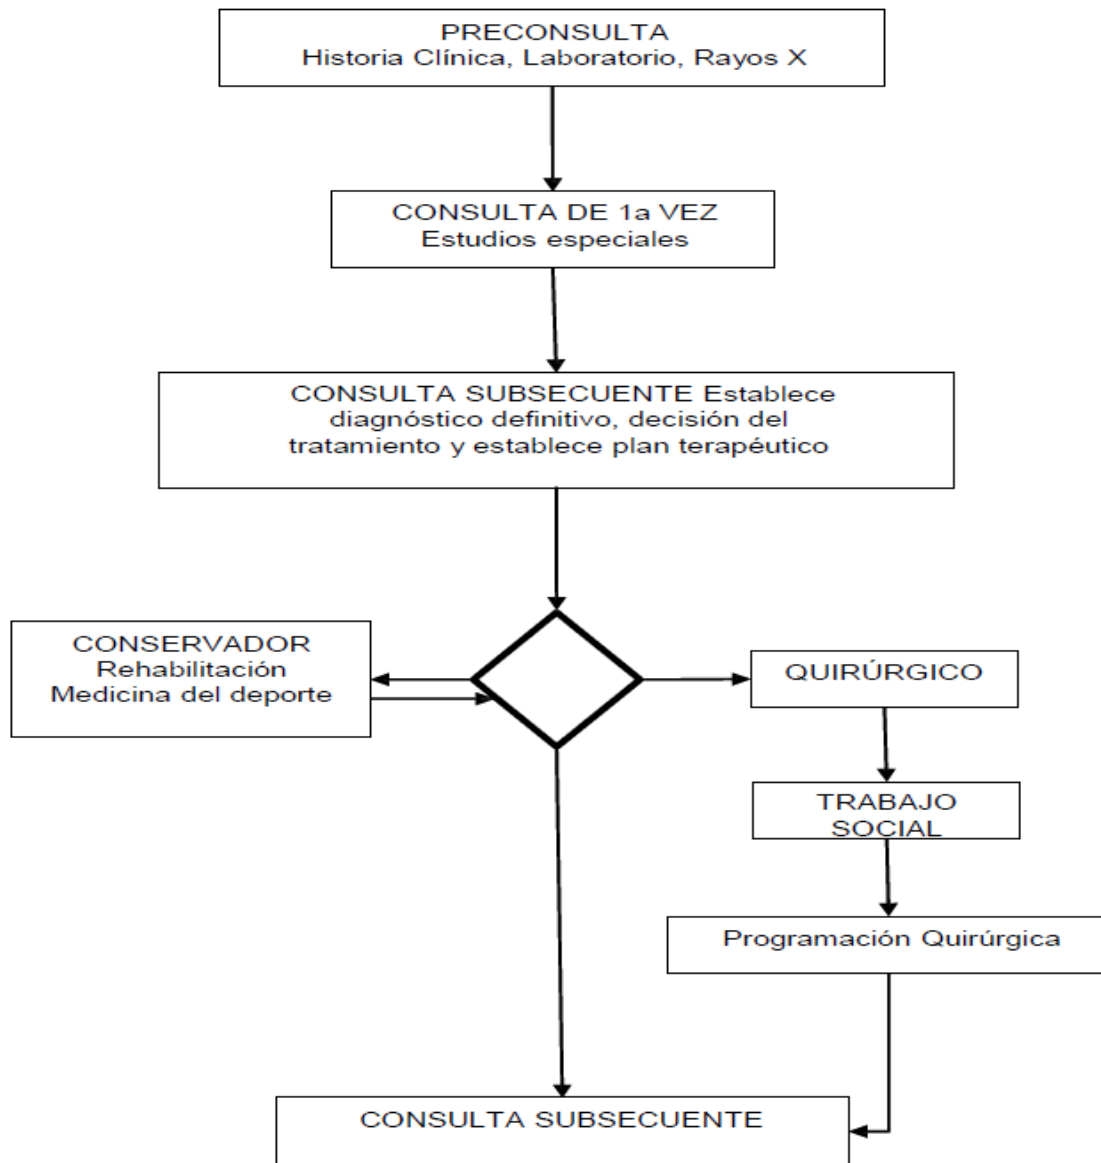 PRECONSULTA
Historia Clínica, Laboratorio, Rayos X
CONSULTA DE 1a VEZ
Estudios especiales
CONSULTA SUBSECUENTE Establece
diagnóstico definitivo, decisión del
tratamiento y establece plan terapéutico
CONSERVADOR
Rehabilitación
Medicina del deporte
QUIRÚRGICO
TRABAJO
SOCIAL
Programación Quirúrgica
CONSULTA SUBSECUENTE